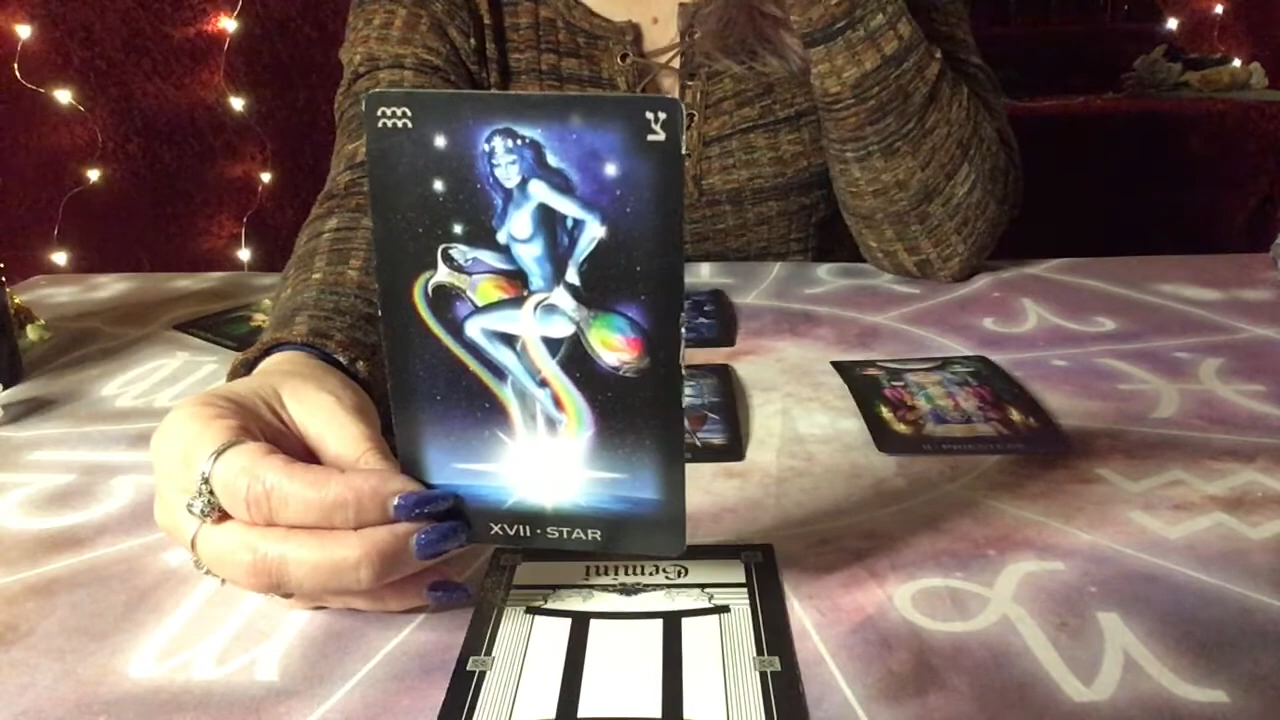 צ
XVII · STAR
II · PRIESTESS
Gemini